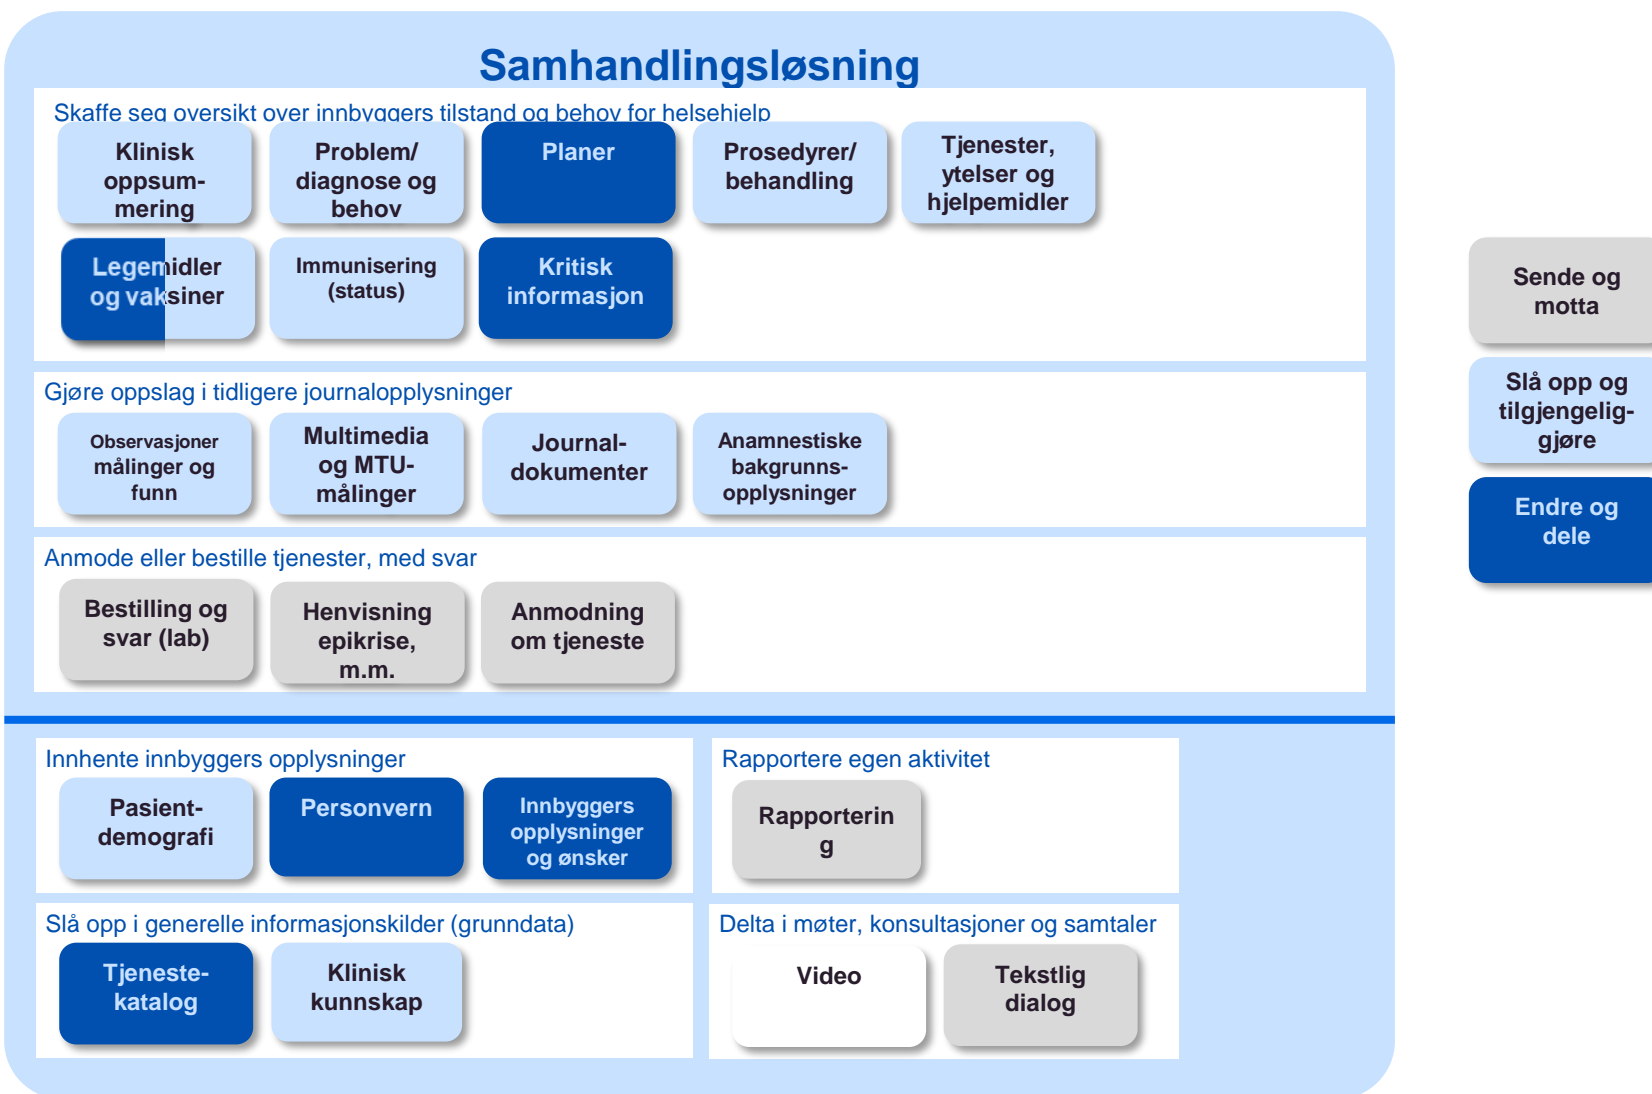 Samhandlingsløsning
Skaffe seg oversikt over innbyggers tilstand og behov for helsehjelp
Klinisk
oppsum-
mering
Problem/
diagnose og
behov
Planer
Prosedyrer/
behandling
Tjenester,
ytelser og
hjelpemidler
Legemidler
og vaksiner
Immunisering
(status)
Kritisk
informasjon
Gjøre oppslag i tidligere journalopplysninger
Observasjoner
målinger og
funn
Multimedia
og MTU-
målinger
Journal-
dokumenter
Anamnestiske
bakgrunns-
opplysninger
Anmode eller bestille tjenester, med svar
Bestilling og
svar (lab)
Henvisning
epikrise,
m.m.
Anmodning
om tjeneste
Innhente innbyggers opplysninger
Pasient-
demografi
Personvern
Innbyggers
opplysninger
og ønsker
Rapportere egen aktivitet
Rapporterin
g
Slå opp i generelle informasjonskilder (grunndata)
Tjeneste-
katalog
Klinisk
kunnskap
Delta i møter, konsultasjoner og samtaler
Video
Tekstlig
dialog
Sende og
motta
Slå opp og
tilgjengelig-
gjøre
Endre og
dele